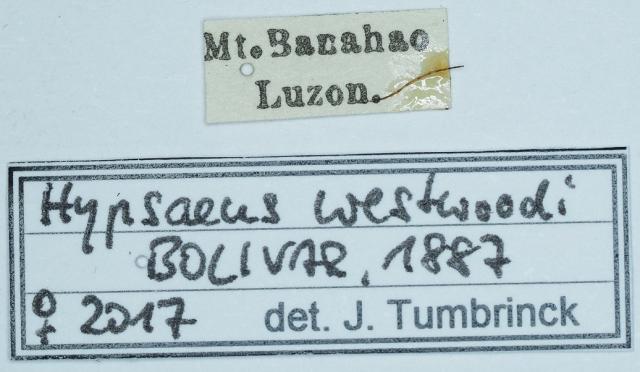 Mt. Banahao
Luzon.
Hypsaeus westwoodi
BOLIVAR, 1887
♀ 2017 det. J. Tumbrinck